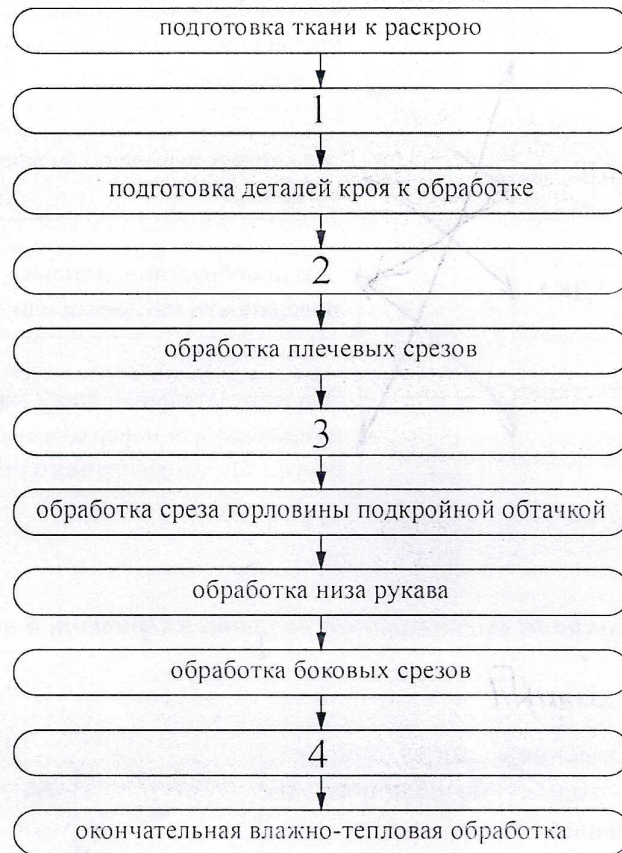 подготовка ткани к раскрою
1
подготовка деталей кроя к обработке
2
обработка плечевых срезов
3
обработка среза горловины подкройной обтачкой
обработка низа рукава
обработка боковых срезов
4
окончательная влажно-тепловая обработка